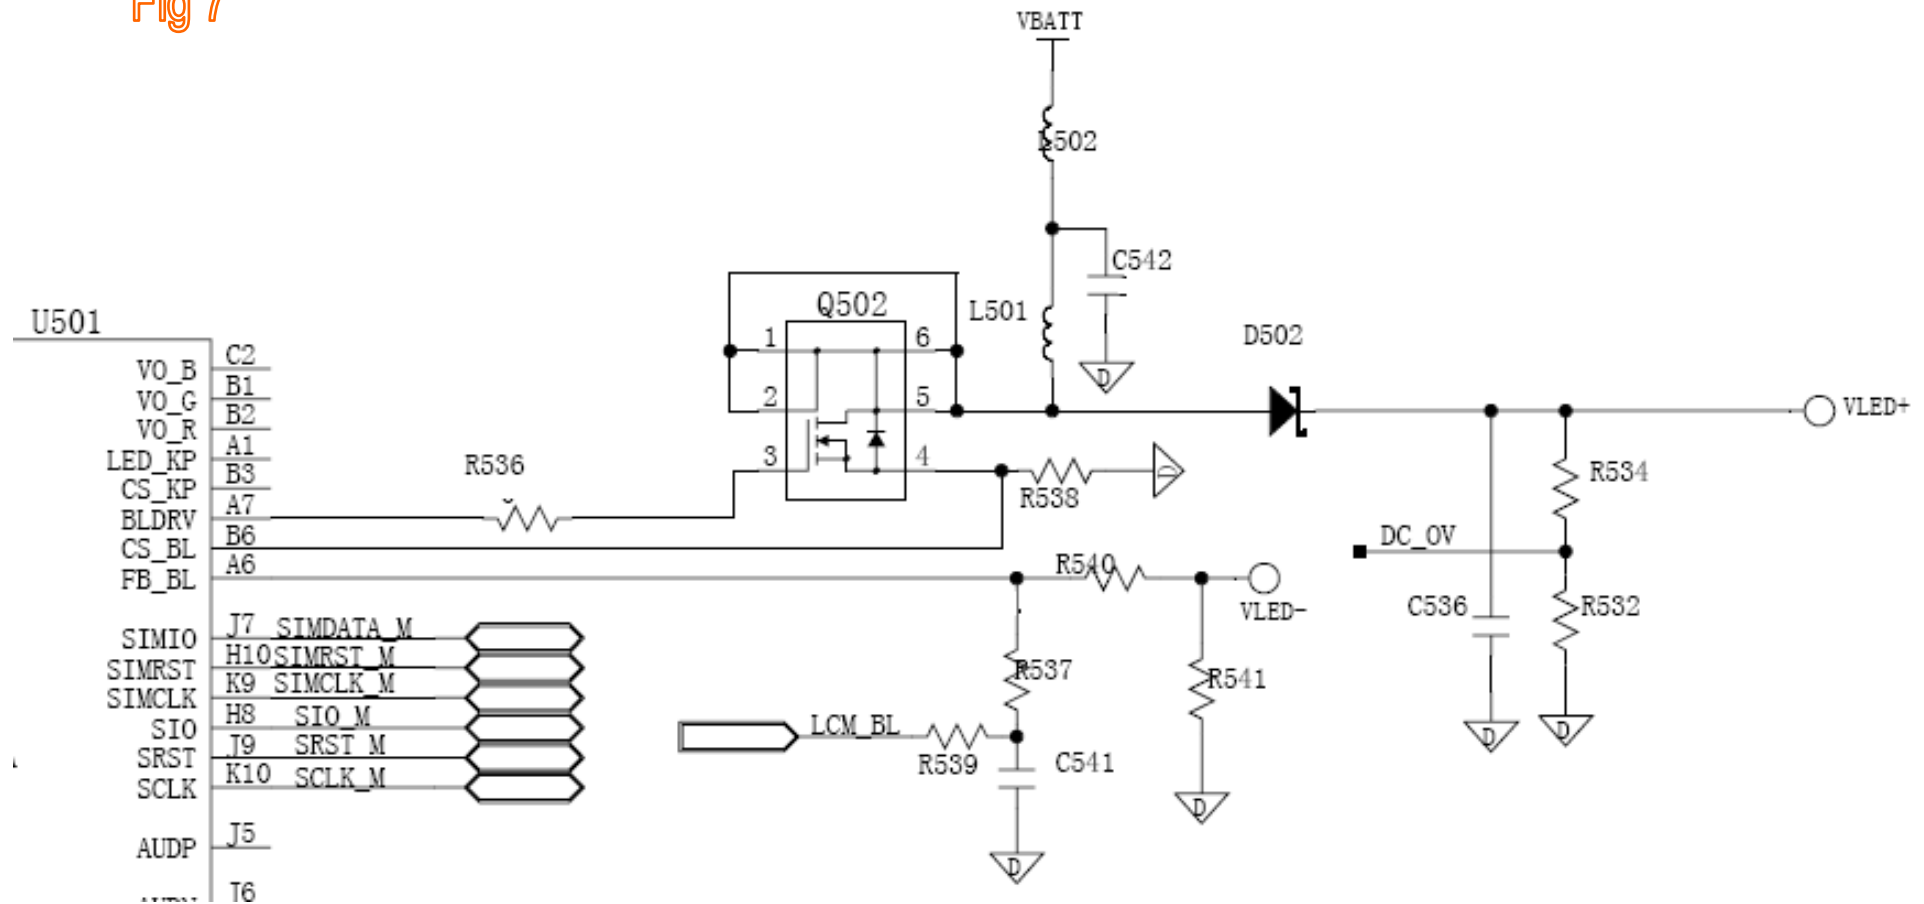 Fig 7
VBATT
L502
C542
Q502
L501
U501
D502
1
6
VO_B
C2
VO_G
B1
2
5
VLED+
VO_R
B2
LED_KP
A1
3
4
R536
CS_KP
B3
R534
R538
D
BLDRV
A7
CS_BL
B6
DC_OV
FB_BL
A6
R540
VLED-
C536
R532
SIMIO
J7
SIMDATA_M
SIMRST
H10
SIMRST_M
R537
R541
SIMCLK
K9
SIMCLK_M
SIO
H8
SIO_M
LCM_BL
D
D
SRST
J9
SRST_M
R539
C541
SCLK
K10
SCLK_M
D
AUDP
J5
D
J6
D